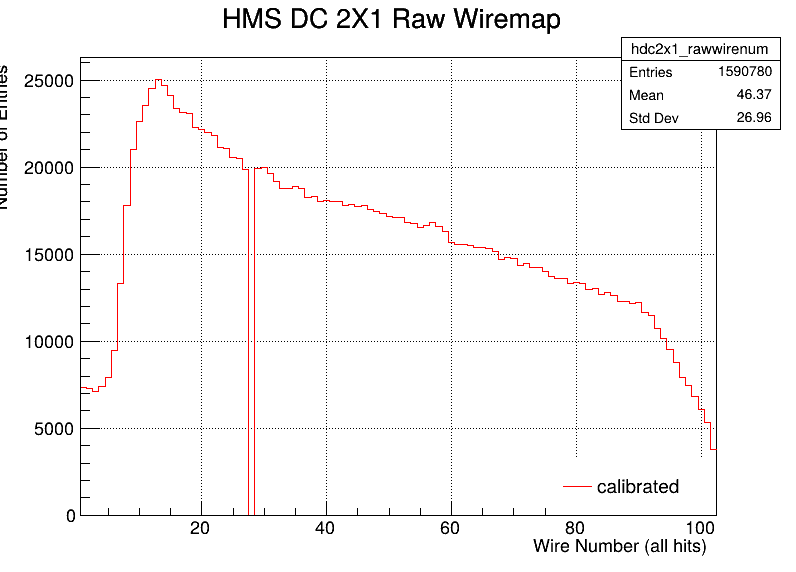 HMS DC 2X1 Raw Wiremap
hdc2x1_rawwirenum
Entries 1590780
Mean 46.37
Std Dev 26.96
Number of Entries
25000
20000
15000
10000
5000
0
20 40 60 80 100
Wire Number (all hits)
calibrated